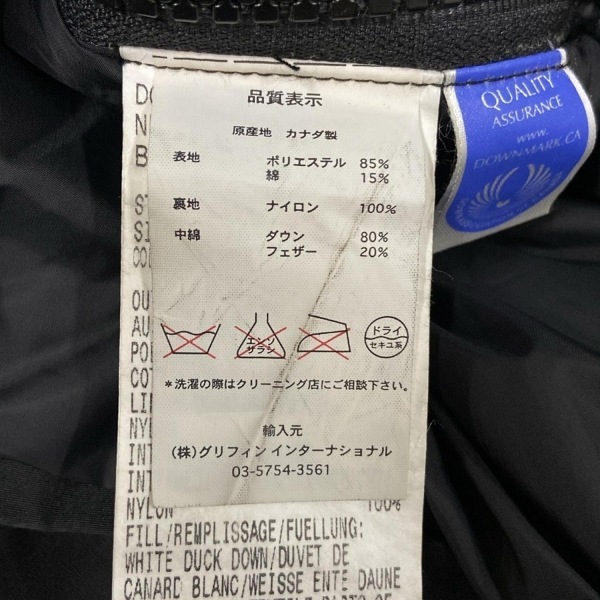 品質表示
原産地 カナダ製
表地 ポリエステル 85%
綿 15%
裏地 ナイロン 100%
中綿 ダウン 80%
フェザー 20%
エンソ
サラシ
ドライ
セキユ系
*洗濯の際はクリーニング店にご相談下さい。
輸入元
(株)グリフィン インターナショナル
03-5754-3561
NYLON 100%
FILL/REMPLISSAGE/FUELLUNG:
WHITE DUCK DOWN/DUVET DE
CANARD BLANC/WEISSE ENTE DAUNE
QUALITY
ASSURANCE
WWW.
DOWNMARK.CA